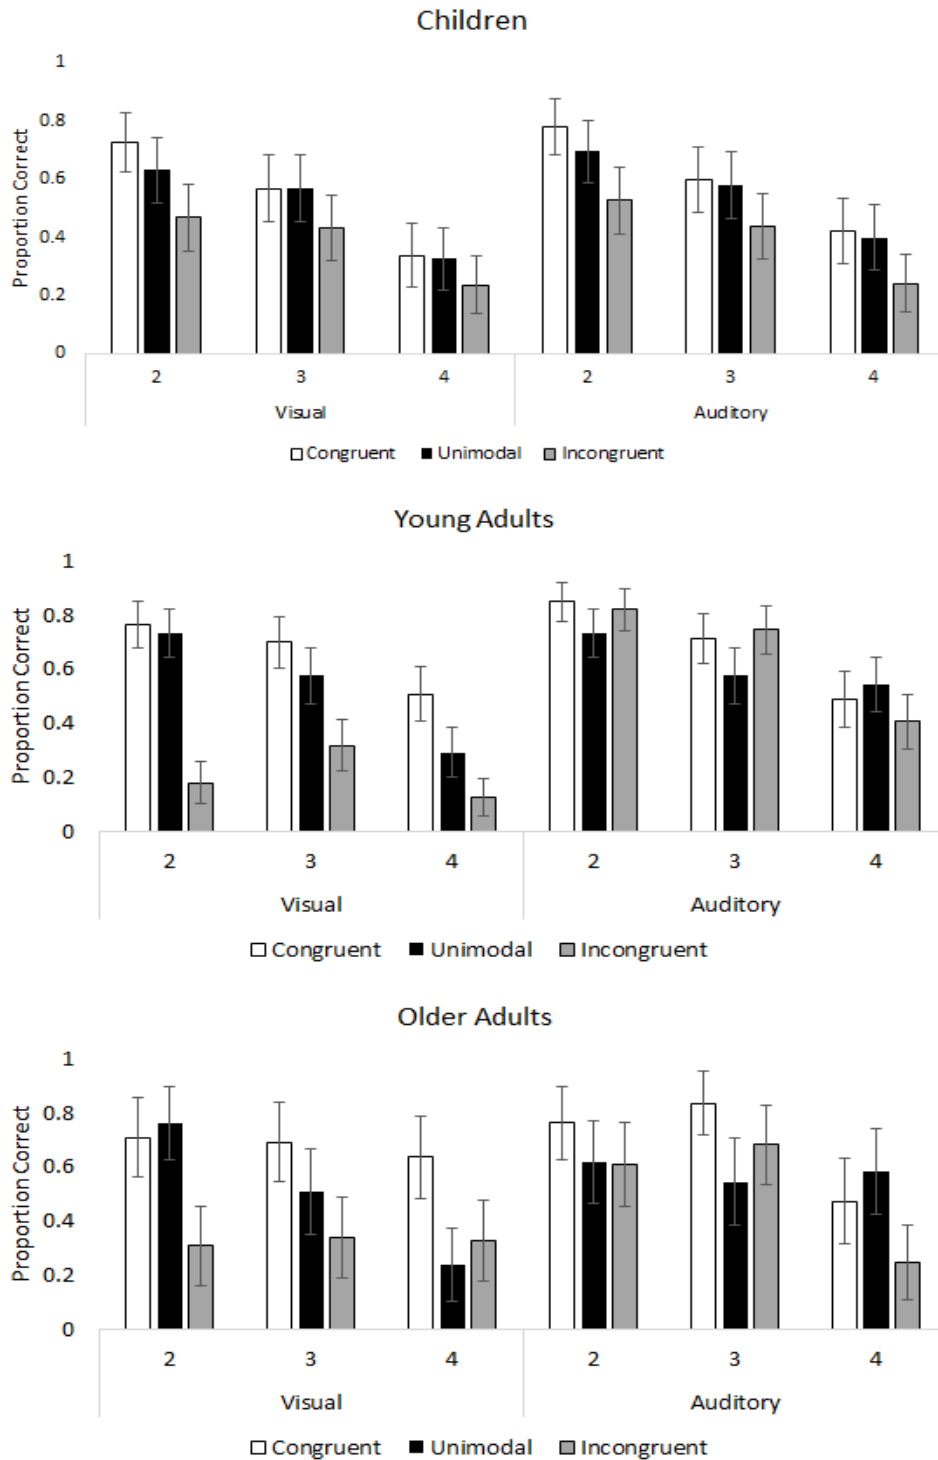 Children
Proportion Correct
1
0.8
0.6
0.4
0.2
0
2 3 4 2 3 4
Visual Auditory
Congruent Unimodal Incongruent
Young Adults
Proportion Correct
1
0.8
0.6
0.4
0.2
0
2 3 4 2 3 4
Visual Auditory
Congruent Unimodal Incongruent
Older Adults
Proportion Correct
1
0.8
0.6
0.4
0.2
0
2 3 4 2 3 4
Visual Auditory
Congruent Unimodal Incongruent